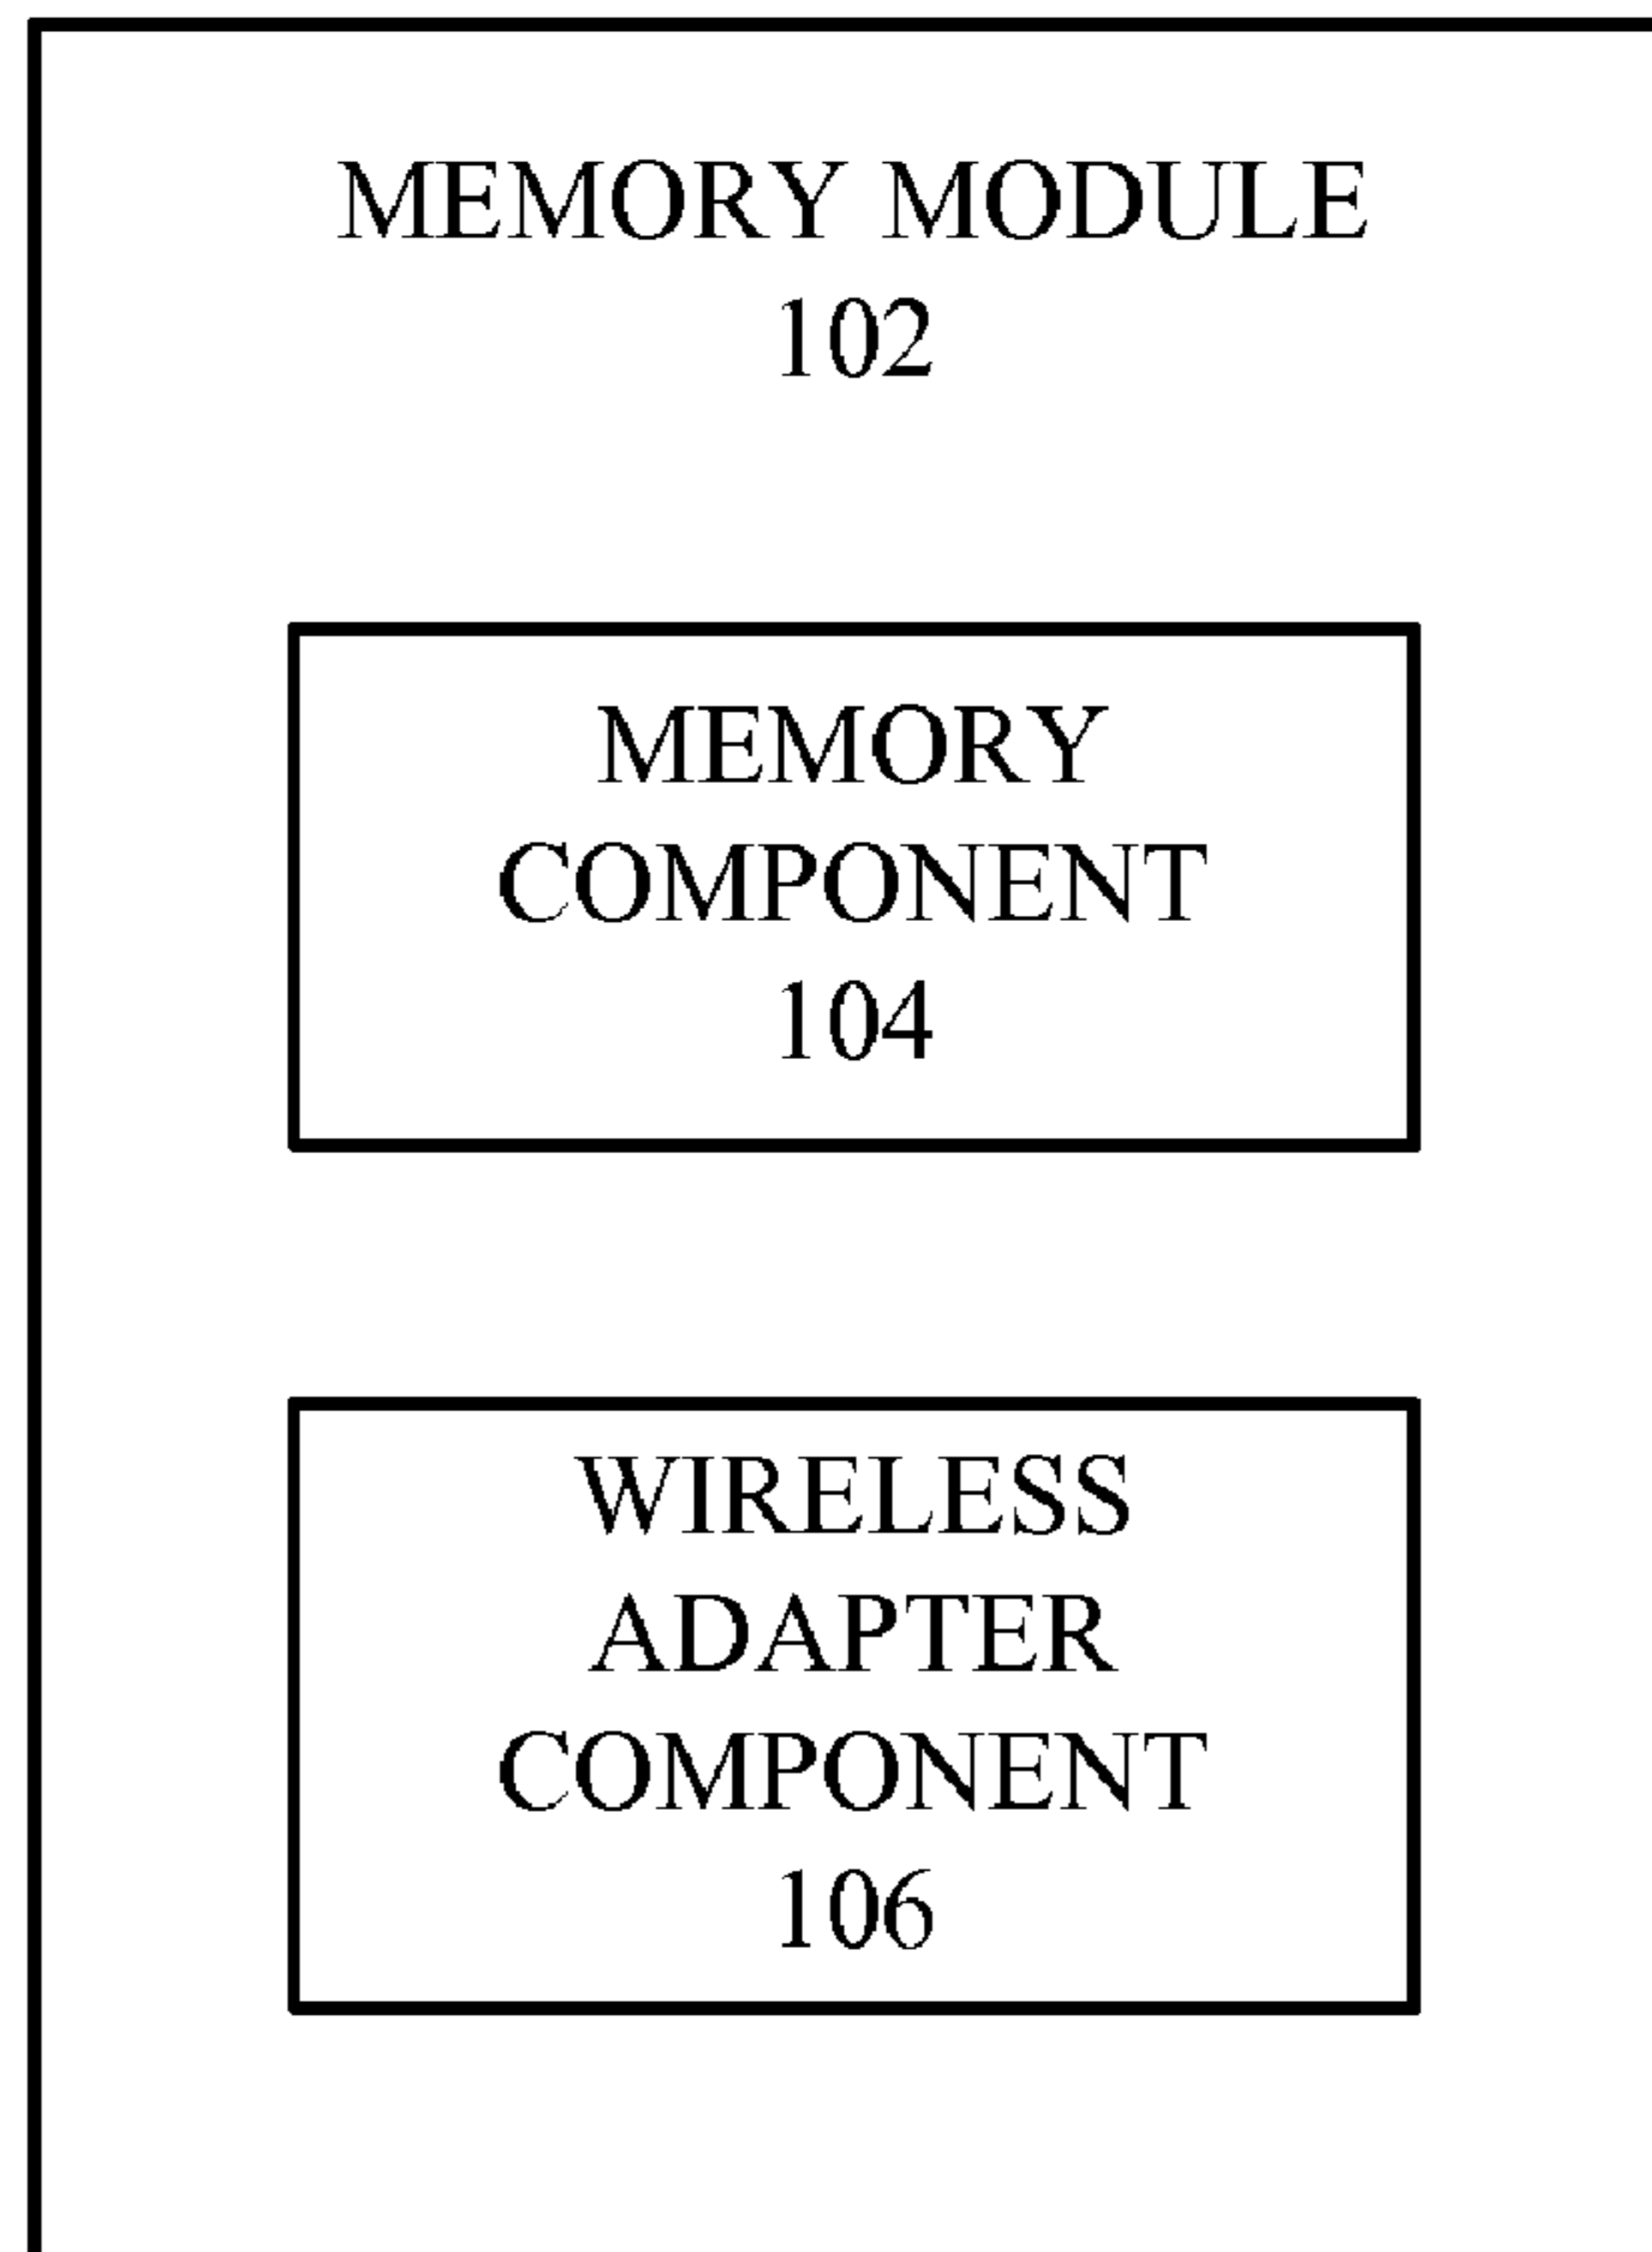 MEMORY MODULE
102
MEMORY
COMPONENT
104
WIRELESS
ADAPTER
COMPONENT
106